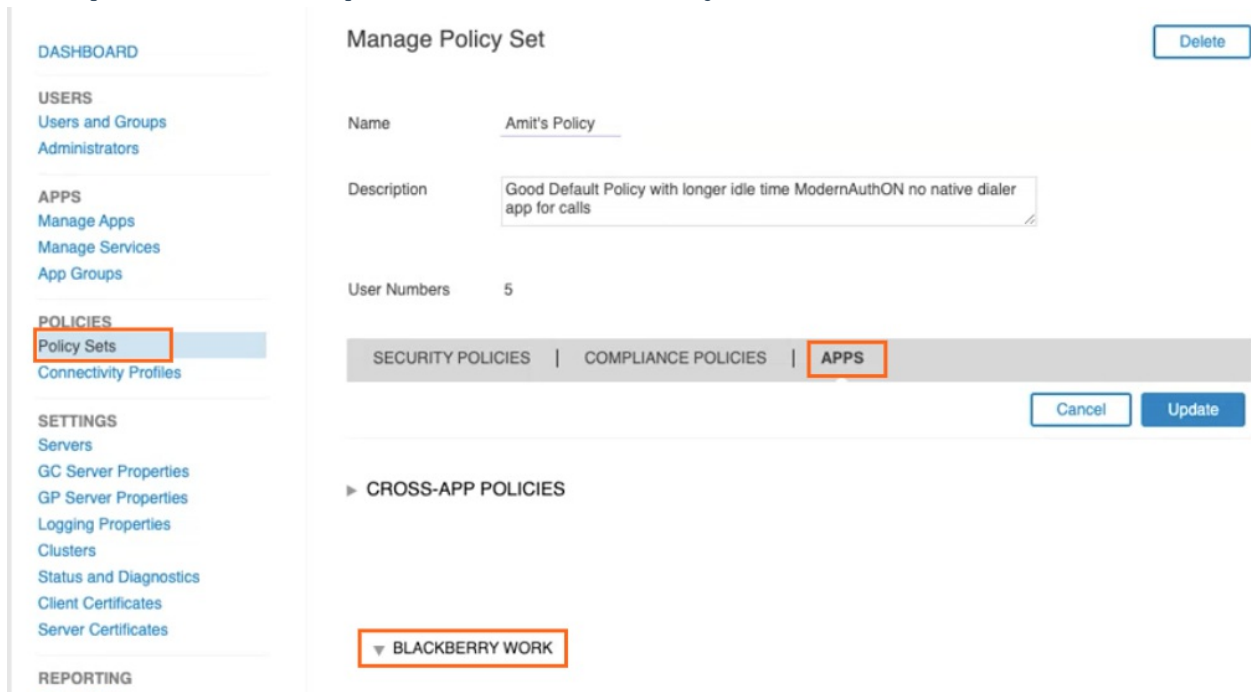 DASHBOARD
USERS
Users and Groups
Administrators
APPS
Manage Apps
Manage Services
App Groups
POLICIES
Policy Sets
Connectivity Profiles
SETTINGS
Servers
GC Server Properties
GP Server Properties
Logging Properties
Clusters
Status and Diagnostics
Client Certificates
Server Certificates
REPORTING
Manage Policy Set
Delete
Name Amit's Policy
Description Good Default Policy with longer idle time ModernAuthON no native dialer
app for calls
User Numbers 5
SECURITY POLICIES | COMPLIANCE POLICIES | APPS
Cancel Update
CROSS-APP POLICIES
BLACKBERRY WORK